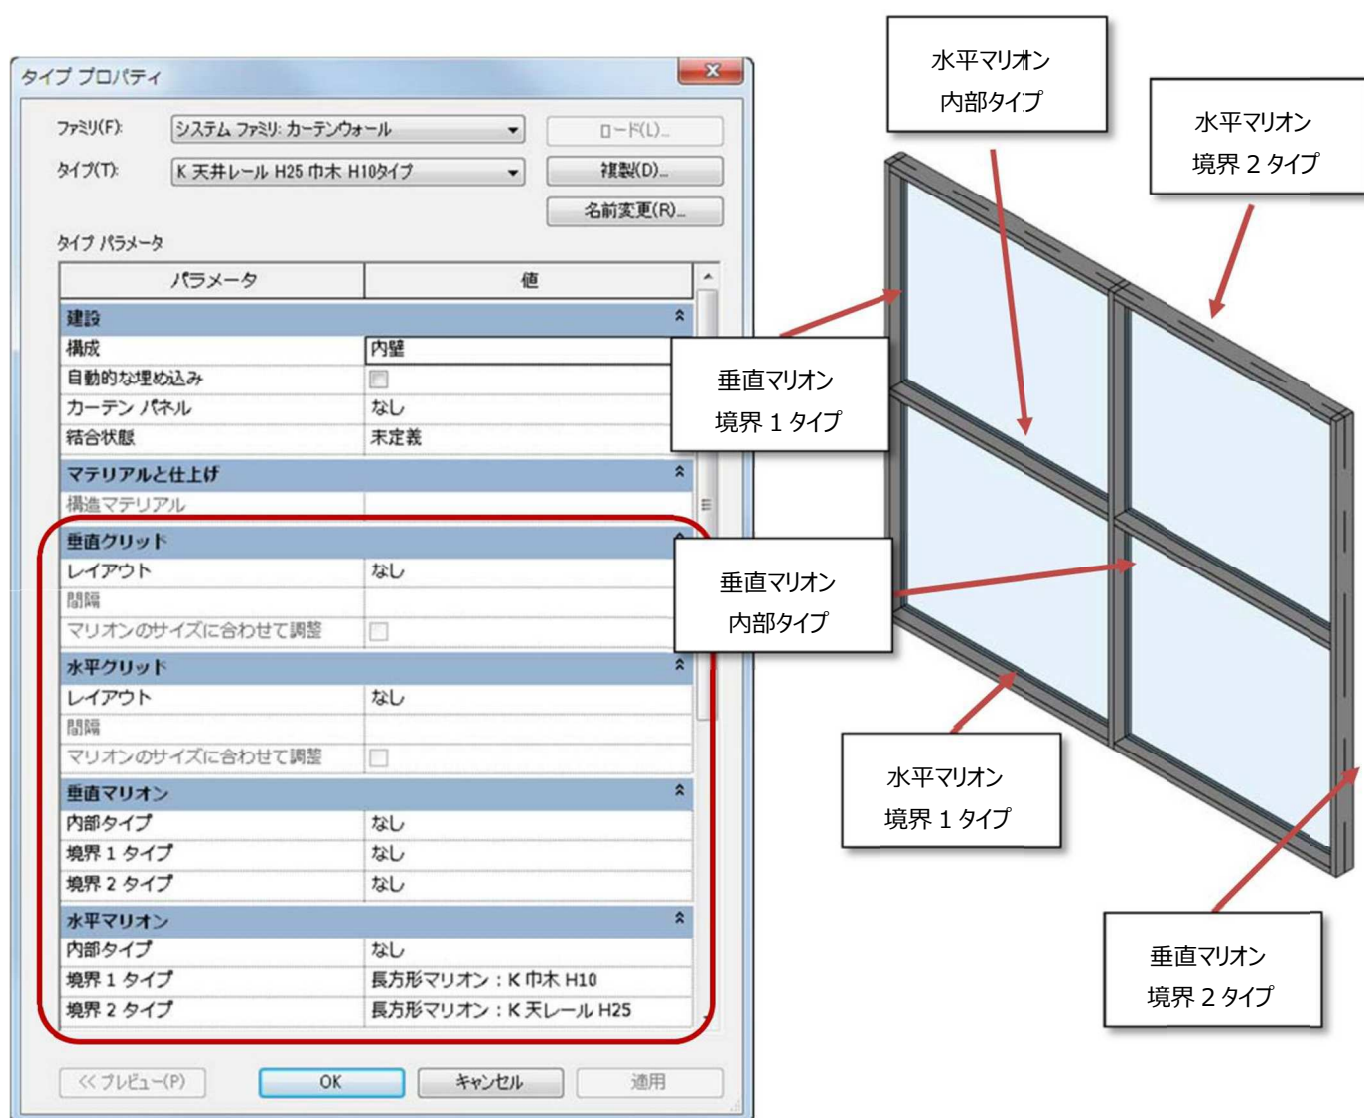 タイプ プロパティ
ファミリ(F):
システム ファミリ: カーテンウォール
ロード(L)...
タイプ(T):
K 天井レール H25 巾木 H10タイプ
複製(D)...
名前変更(R)...
タイプ パラメータ
パラメータ 値
建設
構成 内壁
自動的な埋め込み
カーテン パネル なし
結合状態 未定義
マテリアルと仕上げ
構造マテリアル
垂直グリッド
レイアウト なし
間隔
マリオンのサイズに合わせて調整
水平グリッド
レイアウト なし
間隔
マリオンのサイズに合わせて調整
垂直マリオン
内部タイプ なし
境界 1 タイプ なし
境界 2 タイプ なし
水平マリオン
内部タイプ なし
境界 1 タイプ 長方形マリオン : K 巾木 H10
境界 2 タイプ 長方形マリオン : K 天レール H25
<< プレビュー(P)
OK
キャンセル
適用
水平マリオン
内部タイプ
水平マリオン
境界 2 タイプ
垂直マリオン
境界 1 タイプ
垂直マリオン
内部タイプ
水平マリオン
境界 1 タイプ
垂直マリオン
境界 2 タイプ